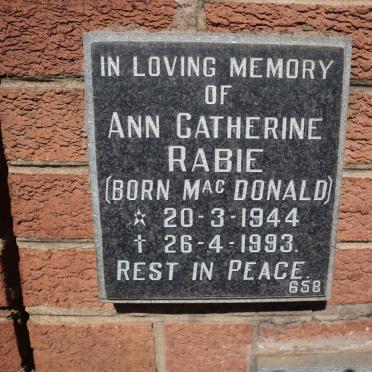 IN LOVING MEMORY
OF
ANN CATHERINE
RABIE
(BORN MAC DONALD)
☆ 20-3-1944
† 26-4-1993.
REST IN PEACE.
658